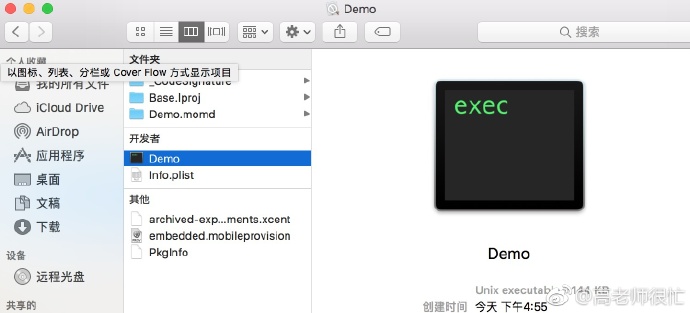 Demo
搜索
个人收藏
以图标、列表、分栏或 Cover Flow 方式显示项目
我的所有文件
iCloud Drive
AirDrop
应用程序
桌面
文稿
下载
设备
远程光盘
共享的
文件夹
_CodeSignature
Base.lproj
Demo.momd
开发者
Demo
Info.plist
其他
archived-exp...ments.xcent
embedded.mobileprovision
PkgInfo
exec
Demo
Unix executable 144 KB
创建时间 今天 下午4:55
@高老师很忙